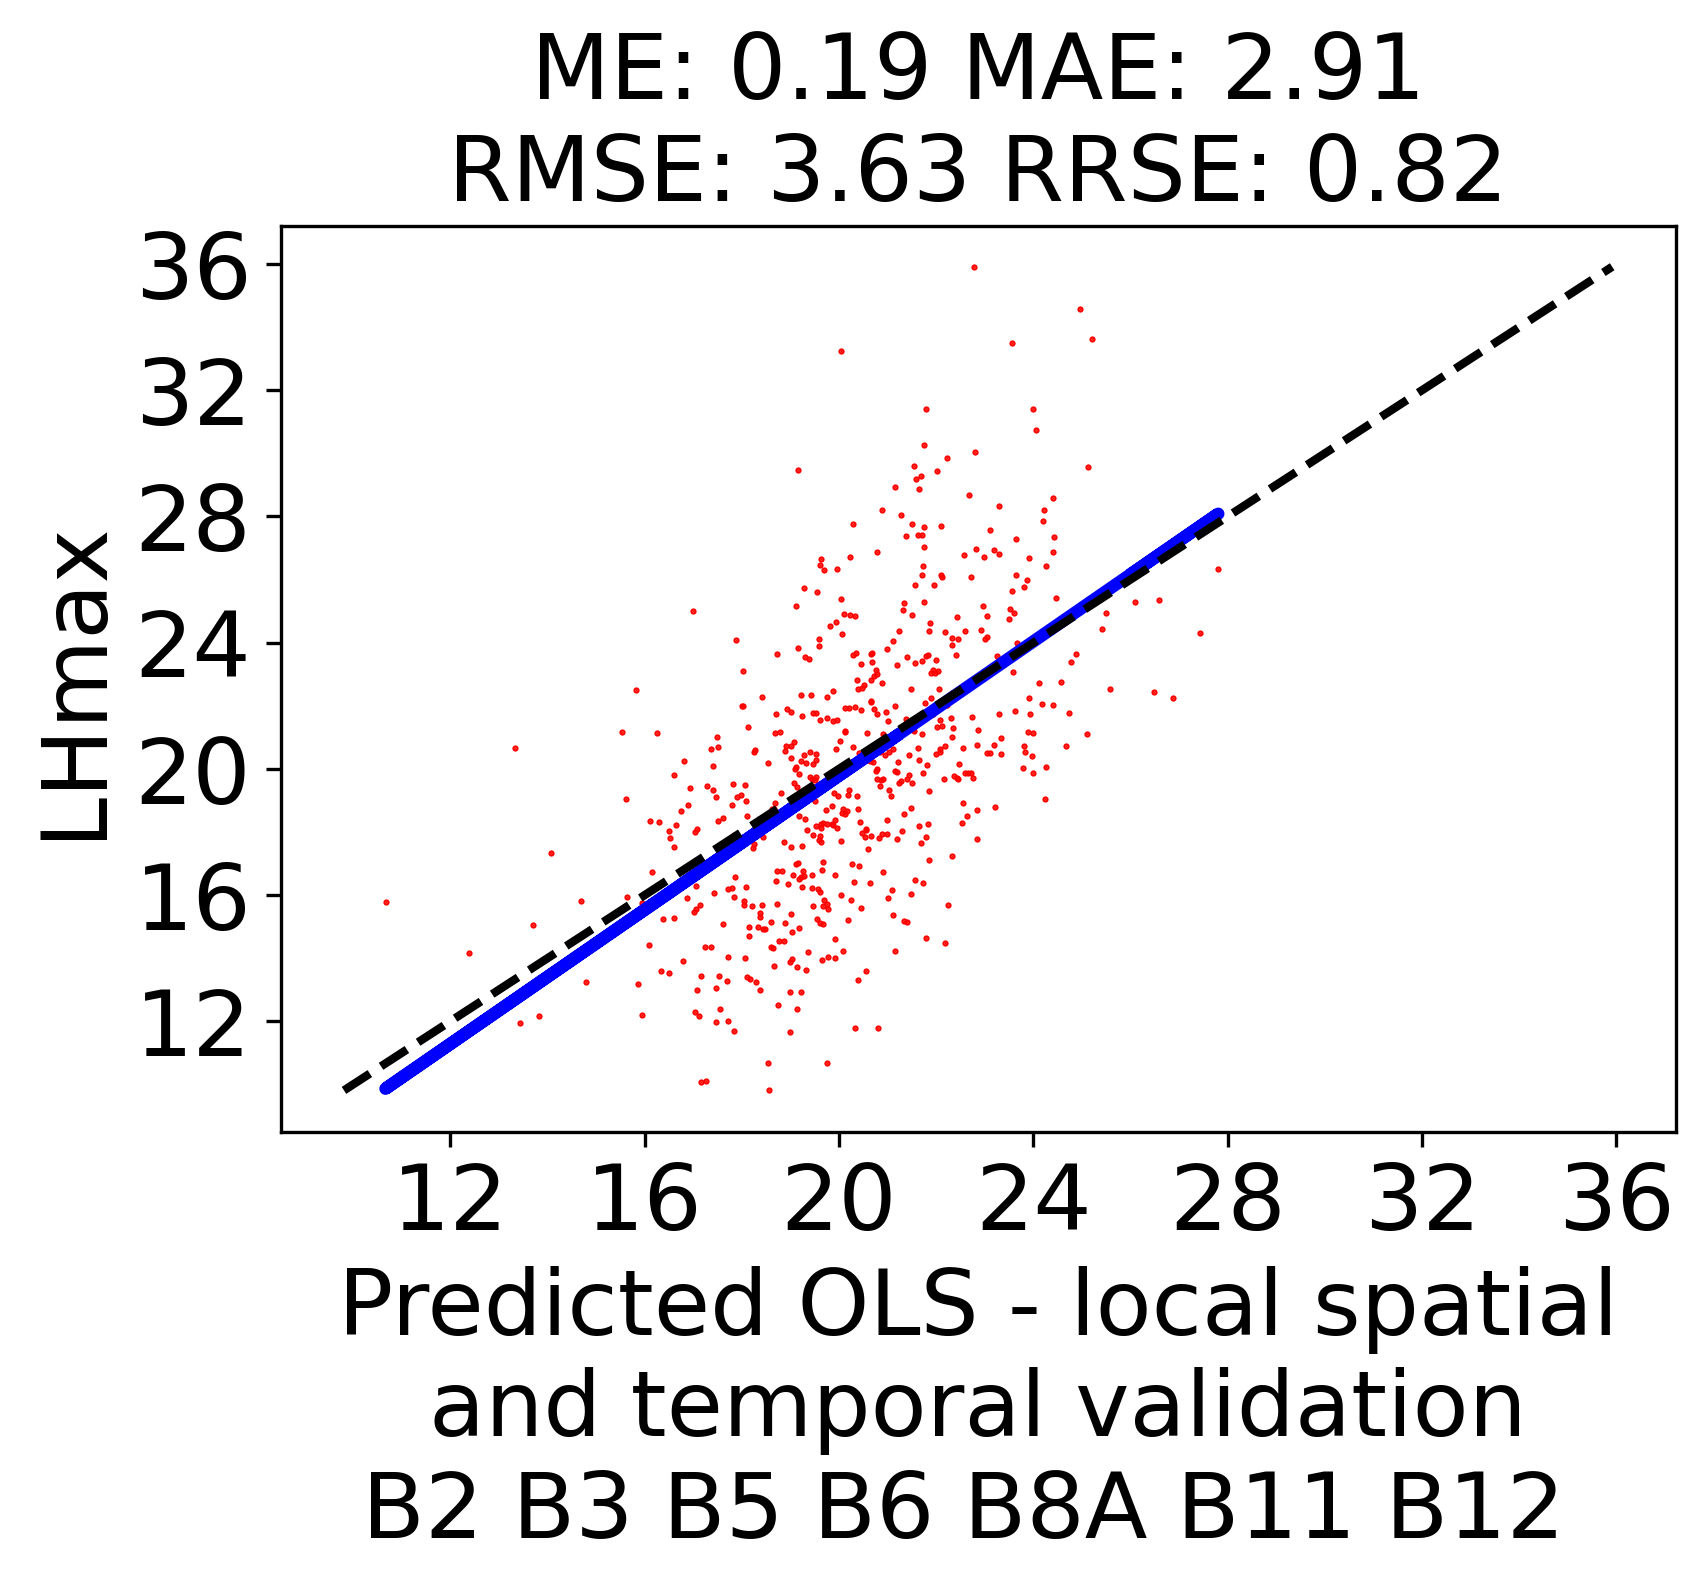 ME: 0.19 MAE: 2.91
RMSE: 3.63 RRSE: 0.82
36
32
28
24
20
16
12
LHmax
12 16 20 24 28 32 36
Predicted OLS - local spatial
and temporal validation
B2 B3 B5 B6 B8A B11 B12